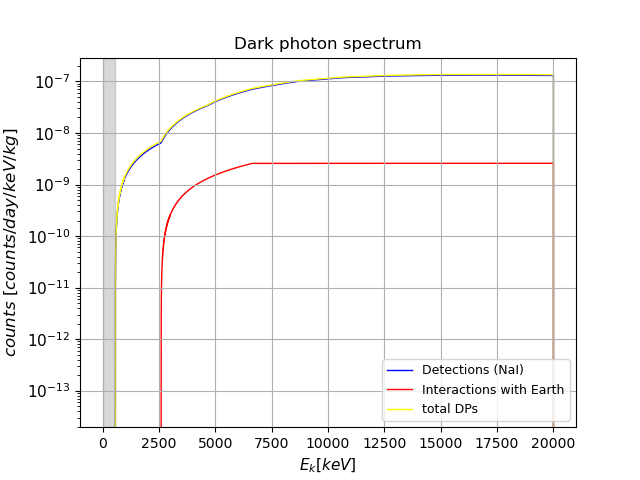 Dark photon spectrum
counts [counts/day/keV/kg]
10⁻⁷
10⁻⁸
10⁻⁹
10⁻¹⁰
10⁻¹¹
10⁻¹²
10⁻¹³
Detections (NaI)
Interactions with Earth
total DPs
0 2500 5000 7500 10000 12500 15000 17500 20000
Eₖ[keV]